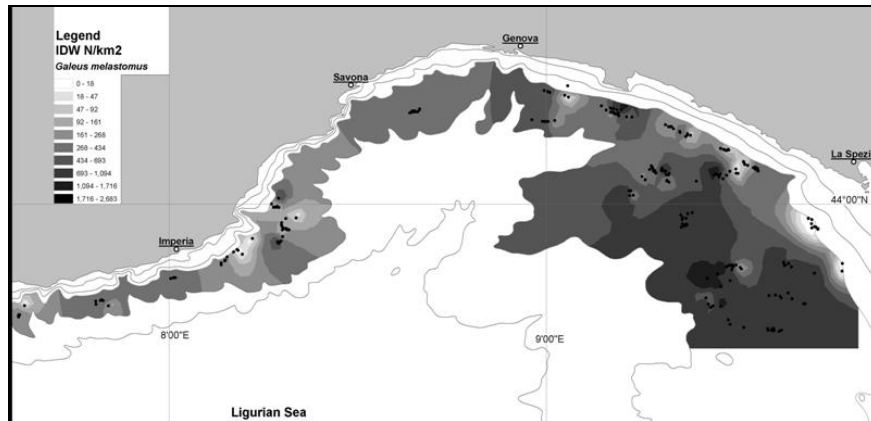 Legend
IDW N/km2
Galeus melastomus
0 - 18
18 - 47
47 - 92
92 - 161
161 - 268
268 - 434
434 - 693
693 - 1,094
1,094 - 1,716
1,716 - 2,683
Genova
Savona
La Spezi
44°00"N
Imperia
8'00"E
9'00"E
Ligurian Sea